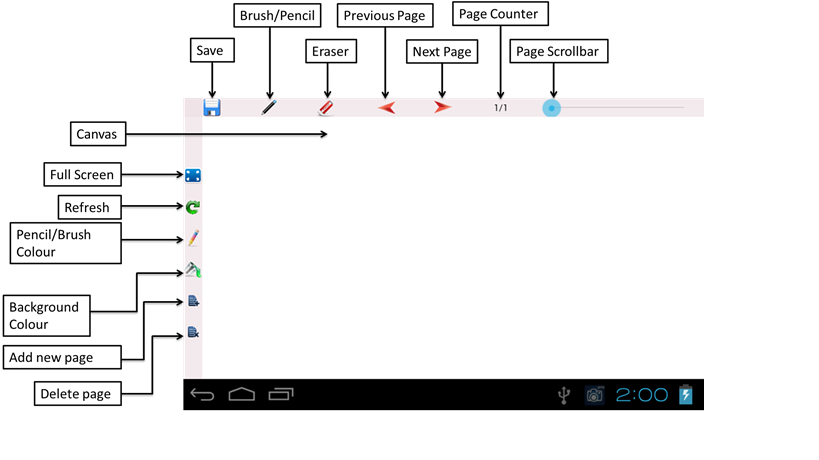 Brush/Pencil
Previous Page
Page Counter
Save
Eraser
Next Page
Page Scrollbar
1/1
Canvas
Full Screen
Refresh
Pencil/Brush
Colour
Background
Colour
Add new page
Delete page
2:00